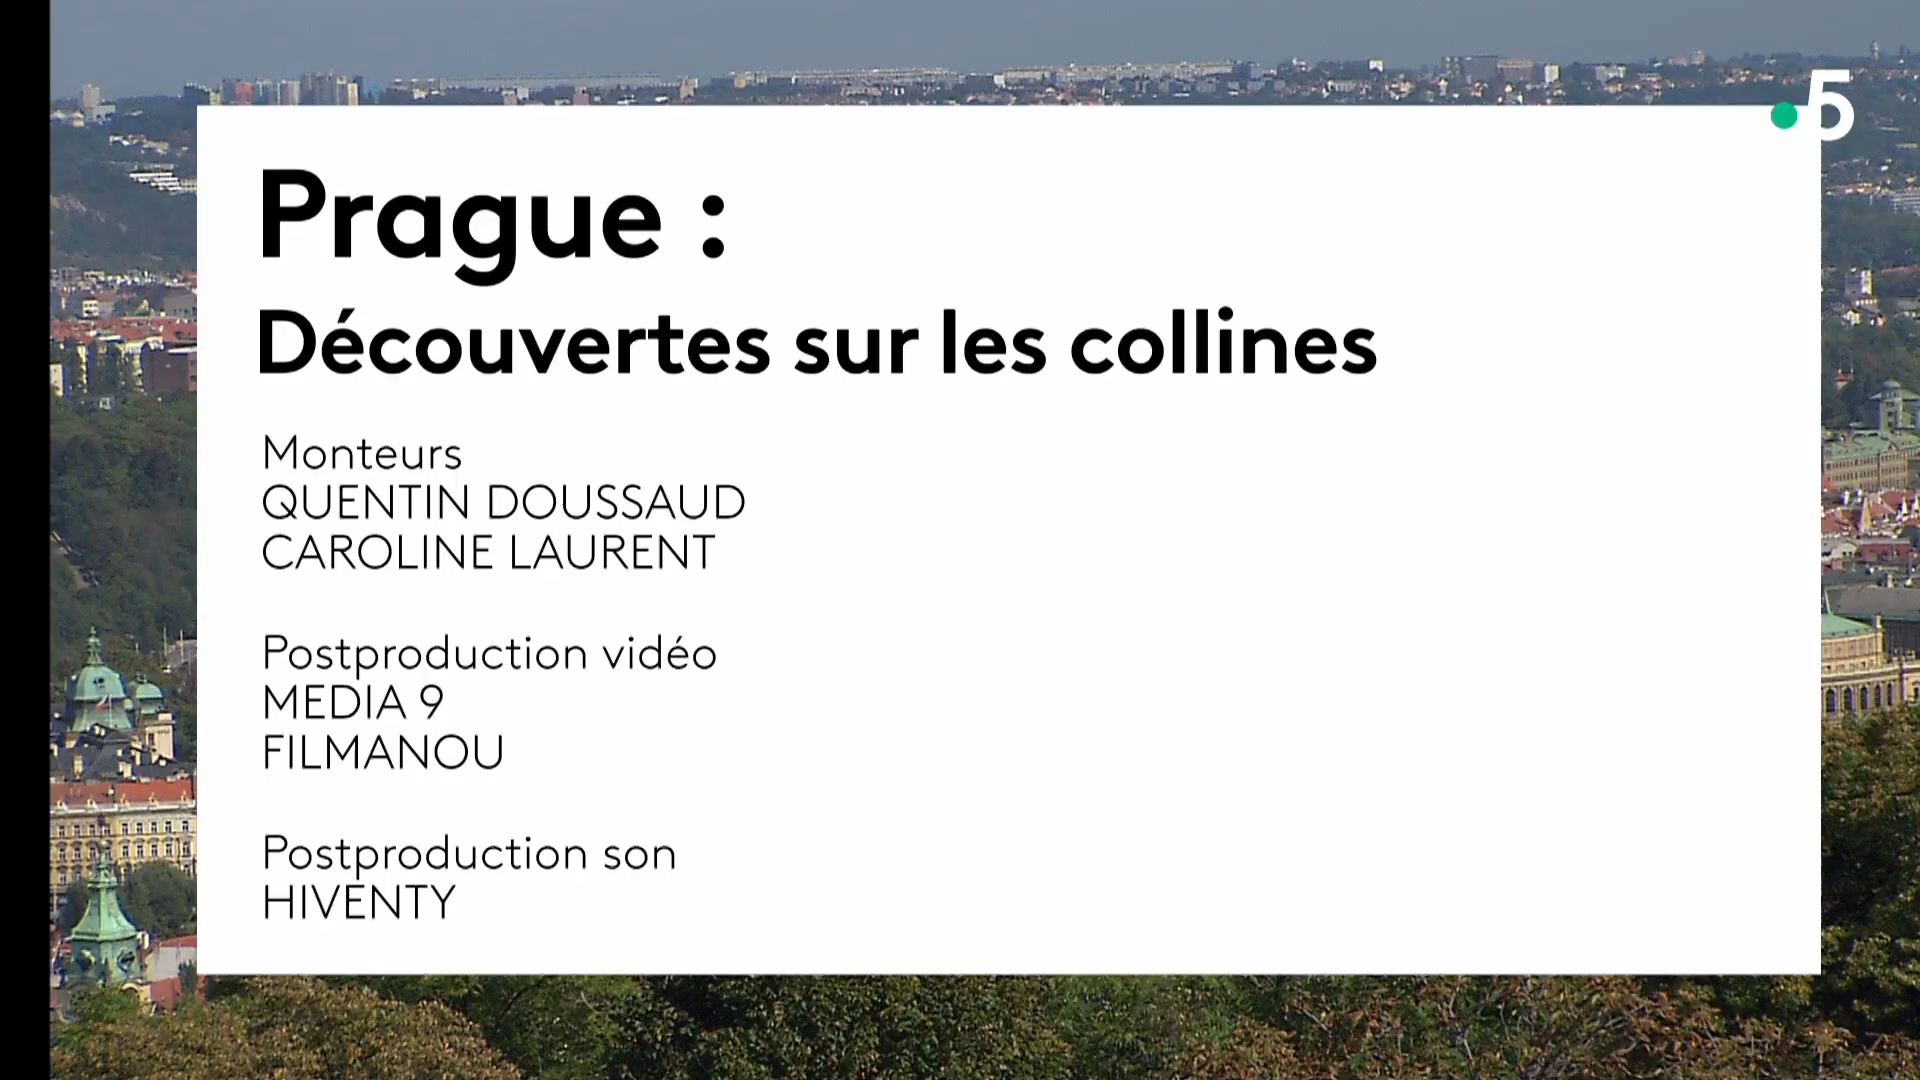 5
Prague :
Découvertes sur les collines
Monteurs
QUENTIN DOUSSAUD
CAROLINE LAURENT
Postproduction vidéo
MEDIA 9
FILMANOU
Postproduction son
HIVENTY